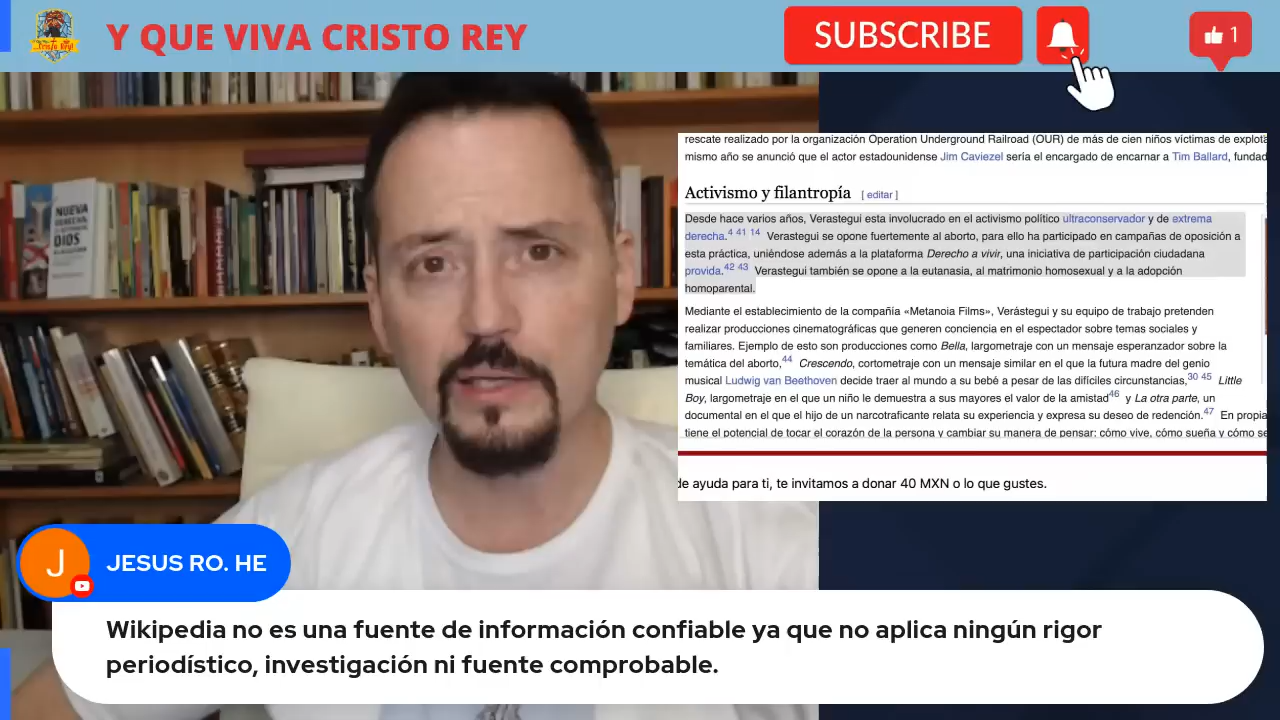 Y QUE VIVA CRISTO REY
SUBSCRIBE
1
NUEVA
DERECHA
DIOS
rescate realizado por la organización Operation Underground Railroad (OUR) de más de cien niños víctimas de
mismo año se anunció que el actor estadounidense Jim Caviezel sería el encargado de encarnar a Tim Ballard,
Activismo y filantropía [ editar ]
Desde hace varios años, Verastegui esta involucrado en el activismo político ultraconservador y de extrema
derecha.4 41 14 Verastegui se opone fuertemente al aborto, para ello ha participado en campañas de oposición a
esta práctica, uniéndose además a la plataforma Derecho a vivir, una iniciativa de participación ciudadana
provida.42 43 Verastegui también se opone a la eutanasia, al matrimonio homosexual y a la adopción
homoparental.
Mediante el establecimiento de la compañía «Metanoia Films», Verástegui y su equipo de trabajo pretenden
realizar producciones cinematográficas que generen conciencia en el espectador sobre temas sociales y
familiares. Ejemplo de esto son producciones como Bella, largometraje con un mensaje esperanzador sobre la
temática del aborto,44 Crescendo, cortometraje con un mensaje similar en el que la futura madre del genio
musical Ludwig van Beethoven decide traer al mundo a su bebé a pesar de las difíciles circunstancias,30 45 Little
Boy, largometraje en el que un niño le demuestra a sus mayores el valor de la amistad46 y La otra parte, un
documental en el que el hijo de un narcotraficante relata su experiencia y expresa su deseo de redención.47 En
tiene el potencial de tocar el corazón de la persona y cambiar su manera de pensar: cómo vive, cómo sueña y cómo
de ayuda para ti, te invitamos a donar 40 MXN o lo que gustes.
J
JESUS RO. HE
Wikipedia no es una fuente de información confiable ya que no aplica ningún rigor
periodístico, investigación ni fuente comprobable.